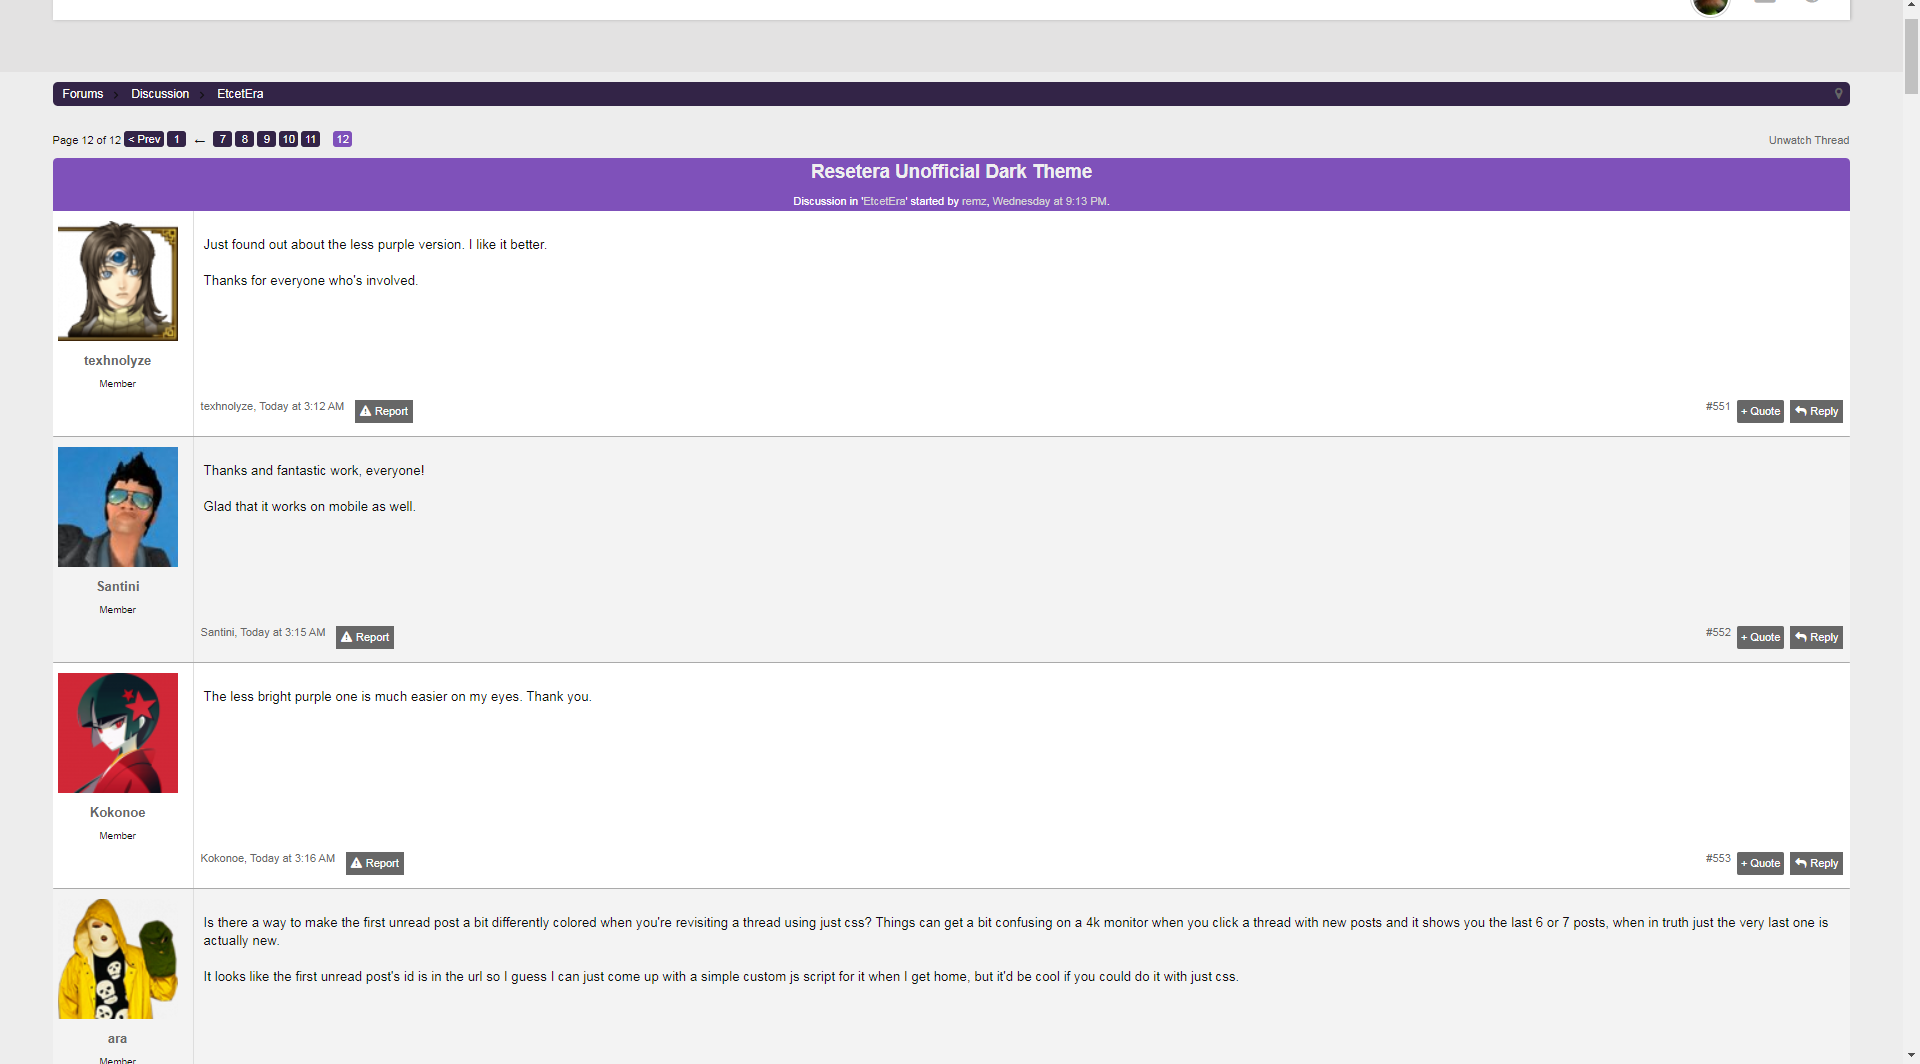 Forums Discussion EtcetEra
Page 12 of 12 < Prev 1 ← 7 8 9 10 11 12
Unwatch Thread
Resetera Unofficial Dark Theme
Discussion in 'EtcetEra' started by remz, Wednesday at 9:13 PM.
Just found out about the less purple version. I like it better.
Thanks for everyone who's involved.
texhnolyze
Member
texhnolyze, Today at 3:12 AM Report
#551 + Quote Reply
Thanks and fantastic work, everyone!
Glad that it works on mobile as well.
Santini
Member
Santini, Today at 3:15 AM Report
#552 + Quote Reply
The less bright purple one is much easier on my eyes. Thank you.
Kokonoe
Member
Kokonoe, Today at 3:16 AM Report
#553 + Quote Reply
Is there a way to make the first unread post a bit differently colored when you're revisiting a thread using just css? Things can get a bit confusing on a 4k monitor when you click a thread with new posts and it shows you the last 6 or 7 posts, when in truth just the very last one is
actually new.
It looks like the first unread post's id is in the url so I guess I can just come up with a simple custom js script for it when I get home, but it'd be cool if you could do it with just css.
ara
Member